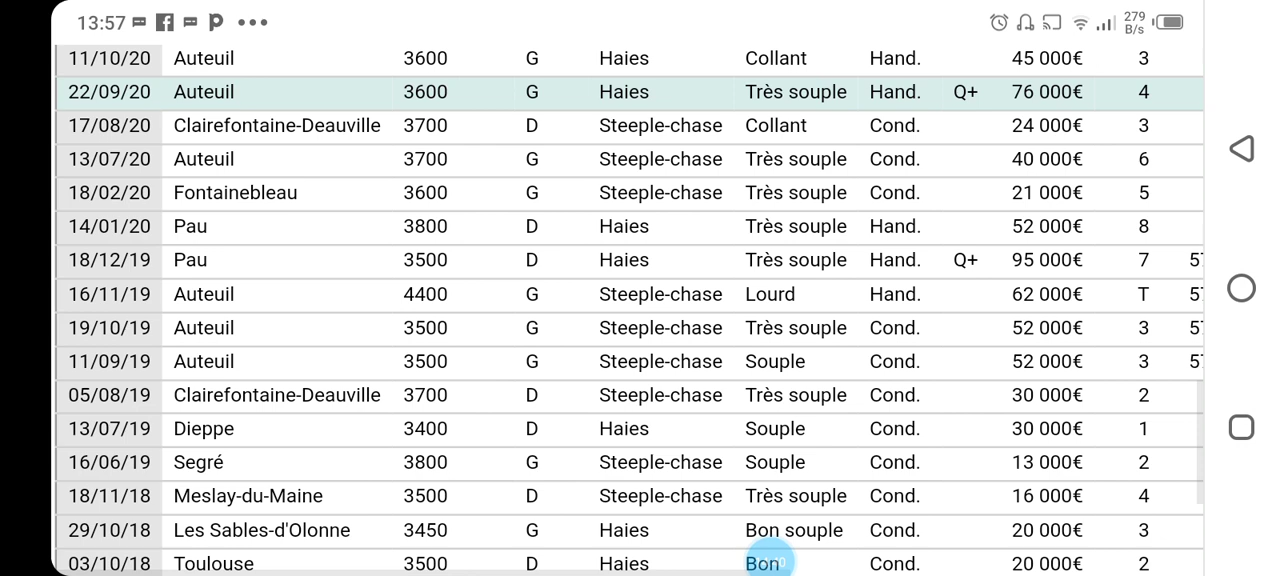 13:57 279 B/s
11/10/20 Auteuil 3600 G Haies Collant Hand. 45 000€ 3
22/09/20 Auteuil 3600 G Haies Très souple Hand. Q+ 76 000€ 4
17/08/20 Clairefontaine-Deauville 3700 D Steeple-chase Collant Cond. 24 000€ 3
13/07/20 Auteuil 3700 G Steeple-chase Très souple Cond. 40 000€ 6
18/02/20 Fontainebleau 3600 G Steeple-chase Très souple Cond. 21 000€ 5
14/01/20 Pau 3800 D Haies Très souple Hand. 52 000€ 8
18/12/19 Pau 3500 D Haies Très souple Hand. Q+ 95 000€ 7
16/11/19 Auteuil 4400 G Steeple-chase Lourd Hand. 62 000€ T
19/10/19 Auteuil 3500 G Steeple-chase Très souple Cond. 52 000€ 3
11/09/19 Auteuil 3500 G Steeple-chase Souple Cond. 52 000€ 3
05/08/19 Clairefontaine-Deauville 3700 D Steeple-chase Très souple Cond. 30 000€ 2
13/07/19 Dieppe 3400 D Haies Souple Cond. 30 000€ 1
16/06/19 Segré 3800 G Steeple-chase Souple Cond. 13 000€ 2
18/11/18 Meslay-du-Maine 3500 D Steeple-chase Très souple Cond. 16 000€ 4
29/10/18 Les Sables-d'Olonne 3450 G Haies Bon souple Cond. 20 000€ 3
03/10/18 Toulouse 3500 D Haies Bon Cond. 20 000€ 2